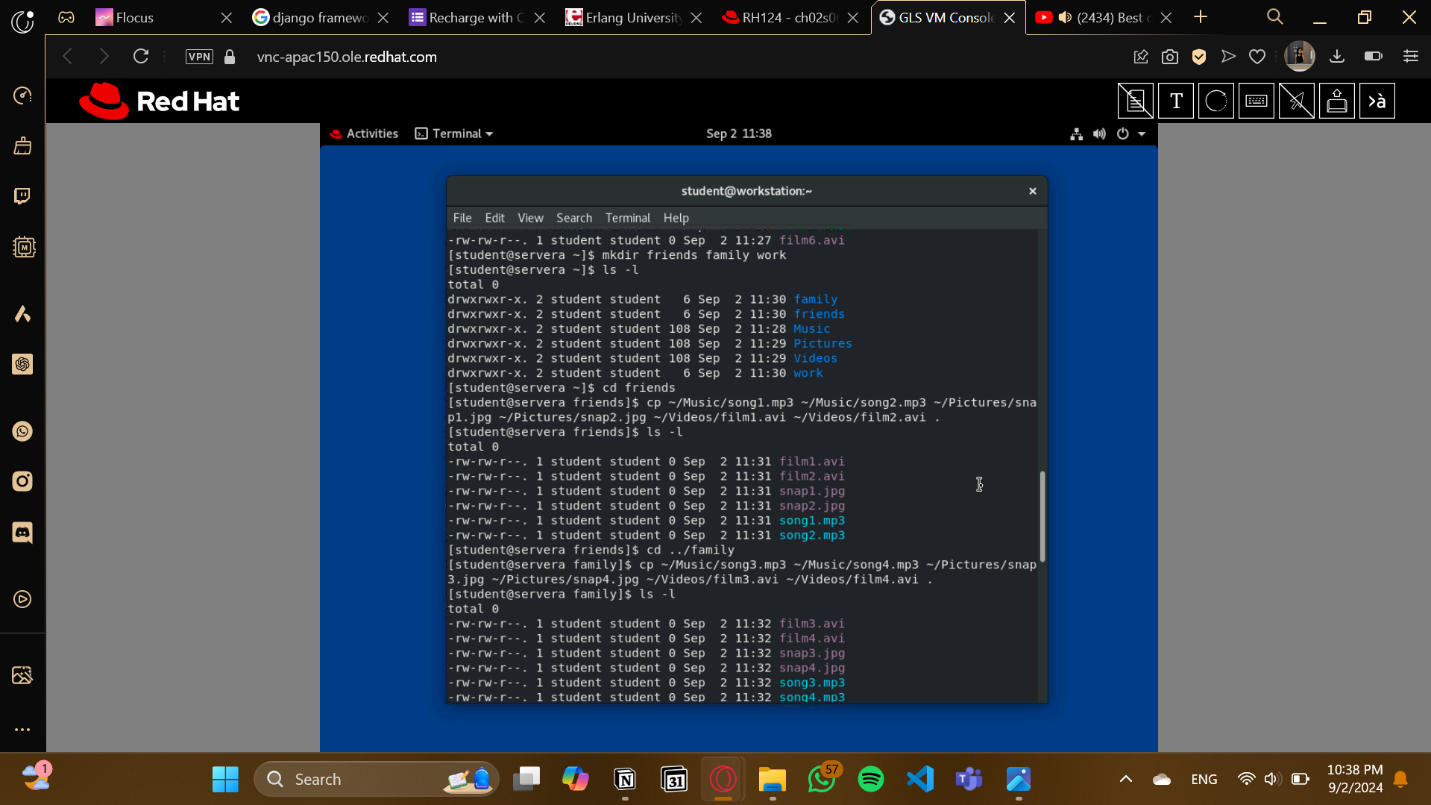 Flocus
django framewo
Recharge with C
Erlang University
RH124 - ch02s0
GLS VM Console
(2434) Best c
VPN
vnc-apac150.ole.redhat.com
Red Hat
T
>à
Activities
Terminal
Sep 2 11:38
student@workstation:~
File Edit View Search Terminal Help
-rw-rw-r--. 1 student student 0 Sep  2 11:27 film6.avi
[student@servera ~]$ mkdir friends family work
[student@servera ~]$ ls -l
total 0
drwxrwxr-x. 2 student student   6 Sep  2 11:30 family
drwxrwxr-x. 2 student student   6 Sep  2 11:30 friends
drwxrwxr-x. 2 student student 108 Sep  2 11:28 Music
drwxrwxr-x. 2 student student 108 Sep  2 11:29 Pictures
drwxrwxr-x. 2 student student 108 Sep  2 11:29 Videos
drwxrwxr-x. 2 student student   6 Sep  2 11:30 work
[student@servera ~]$ cd friends
[student@servera friends]$ cp ~/Music/song1.mp3 ~/Music/song2.mp3 ~/Pictures/sna
p1.jpg ~/Pictures/snap2.jpg ~/Videos/film1.avi ~/Videos/film2.avi .
[student@servera friends]$ ls -l
total 0
-rw-rw-r--. 1 student student 0 Sep  2 11:31 film1.avi
-rw-rw-r--. 1 student student 0 Sep  2 11:31 film2.avi
-rw-rw-r--. 1 student student 0 Sep  2 11:31 snap1.jpg
-rw-rw-r--. 1 student student 0 Sep  2 11:31 snap2.jpg
-rw-rw-r--. 1 student student 0 Sep  2 11:31 song1.mp3
-rw-rw-r--. 1 student student 0 Sep  2 11:31 song2.mp3
[student@servera friends]$ cd ../family
[student@servera family]$ cp ~/Music/song3.mp3 ~/Music/song4.mp3 ~/Pictures/snap
3.jpg ~/Pictures/snap4.jpg ~/Videos/film3.avi ~/Videos/film4.avi .
[student@servera family]$ ls -l
total 0
-rw-rw-r--. 1 student student 0 Sep  2 11:32 film3.avi
-rw-rw-r--. 1 student student 0 Sep  2 11:32 film4.avi
-rw-rw-r--. 1 student student 0 Sep  2 11:32 snap3.jpg
-rw-rw-r--. 1 student student 0 Sep  2 11:32 snap4.jpg
-rw-rw-r--. 1 student student 0 Sep  2 11:32 song3.mp3
-rw-rw-r--. 1 student student 0 Sep  2 11:32 song4.mp3
1
Search
31
57
ENG
10:38 PM
9/2/2024